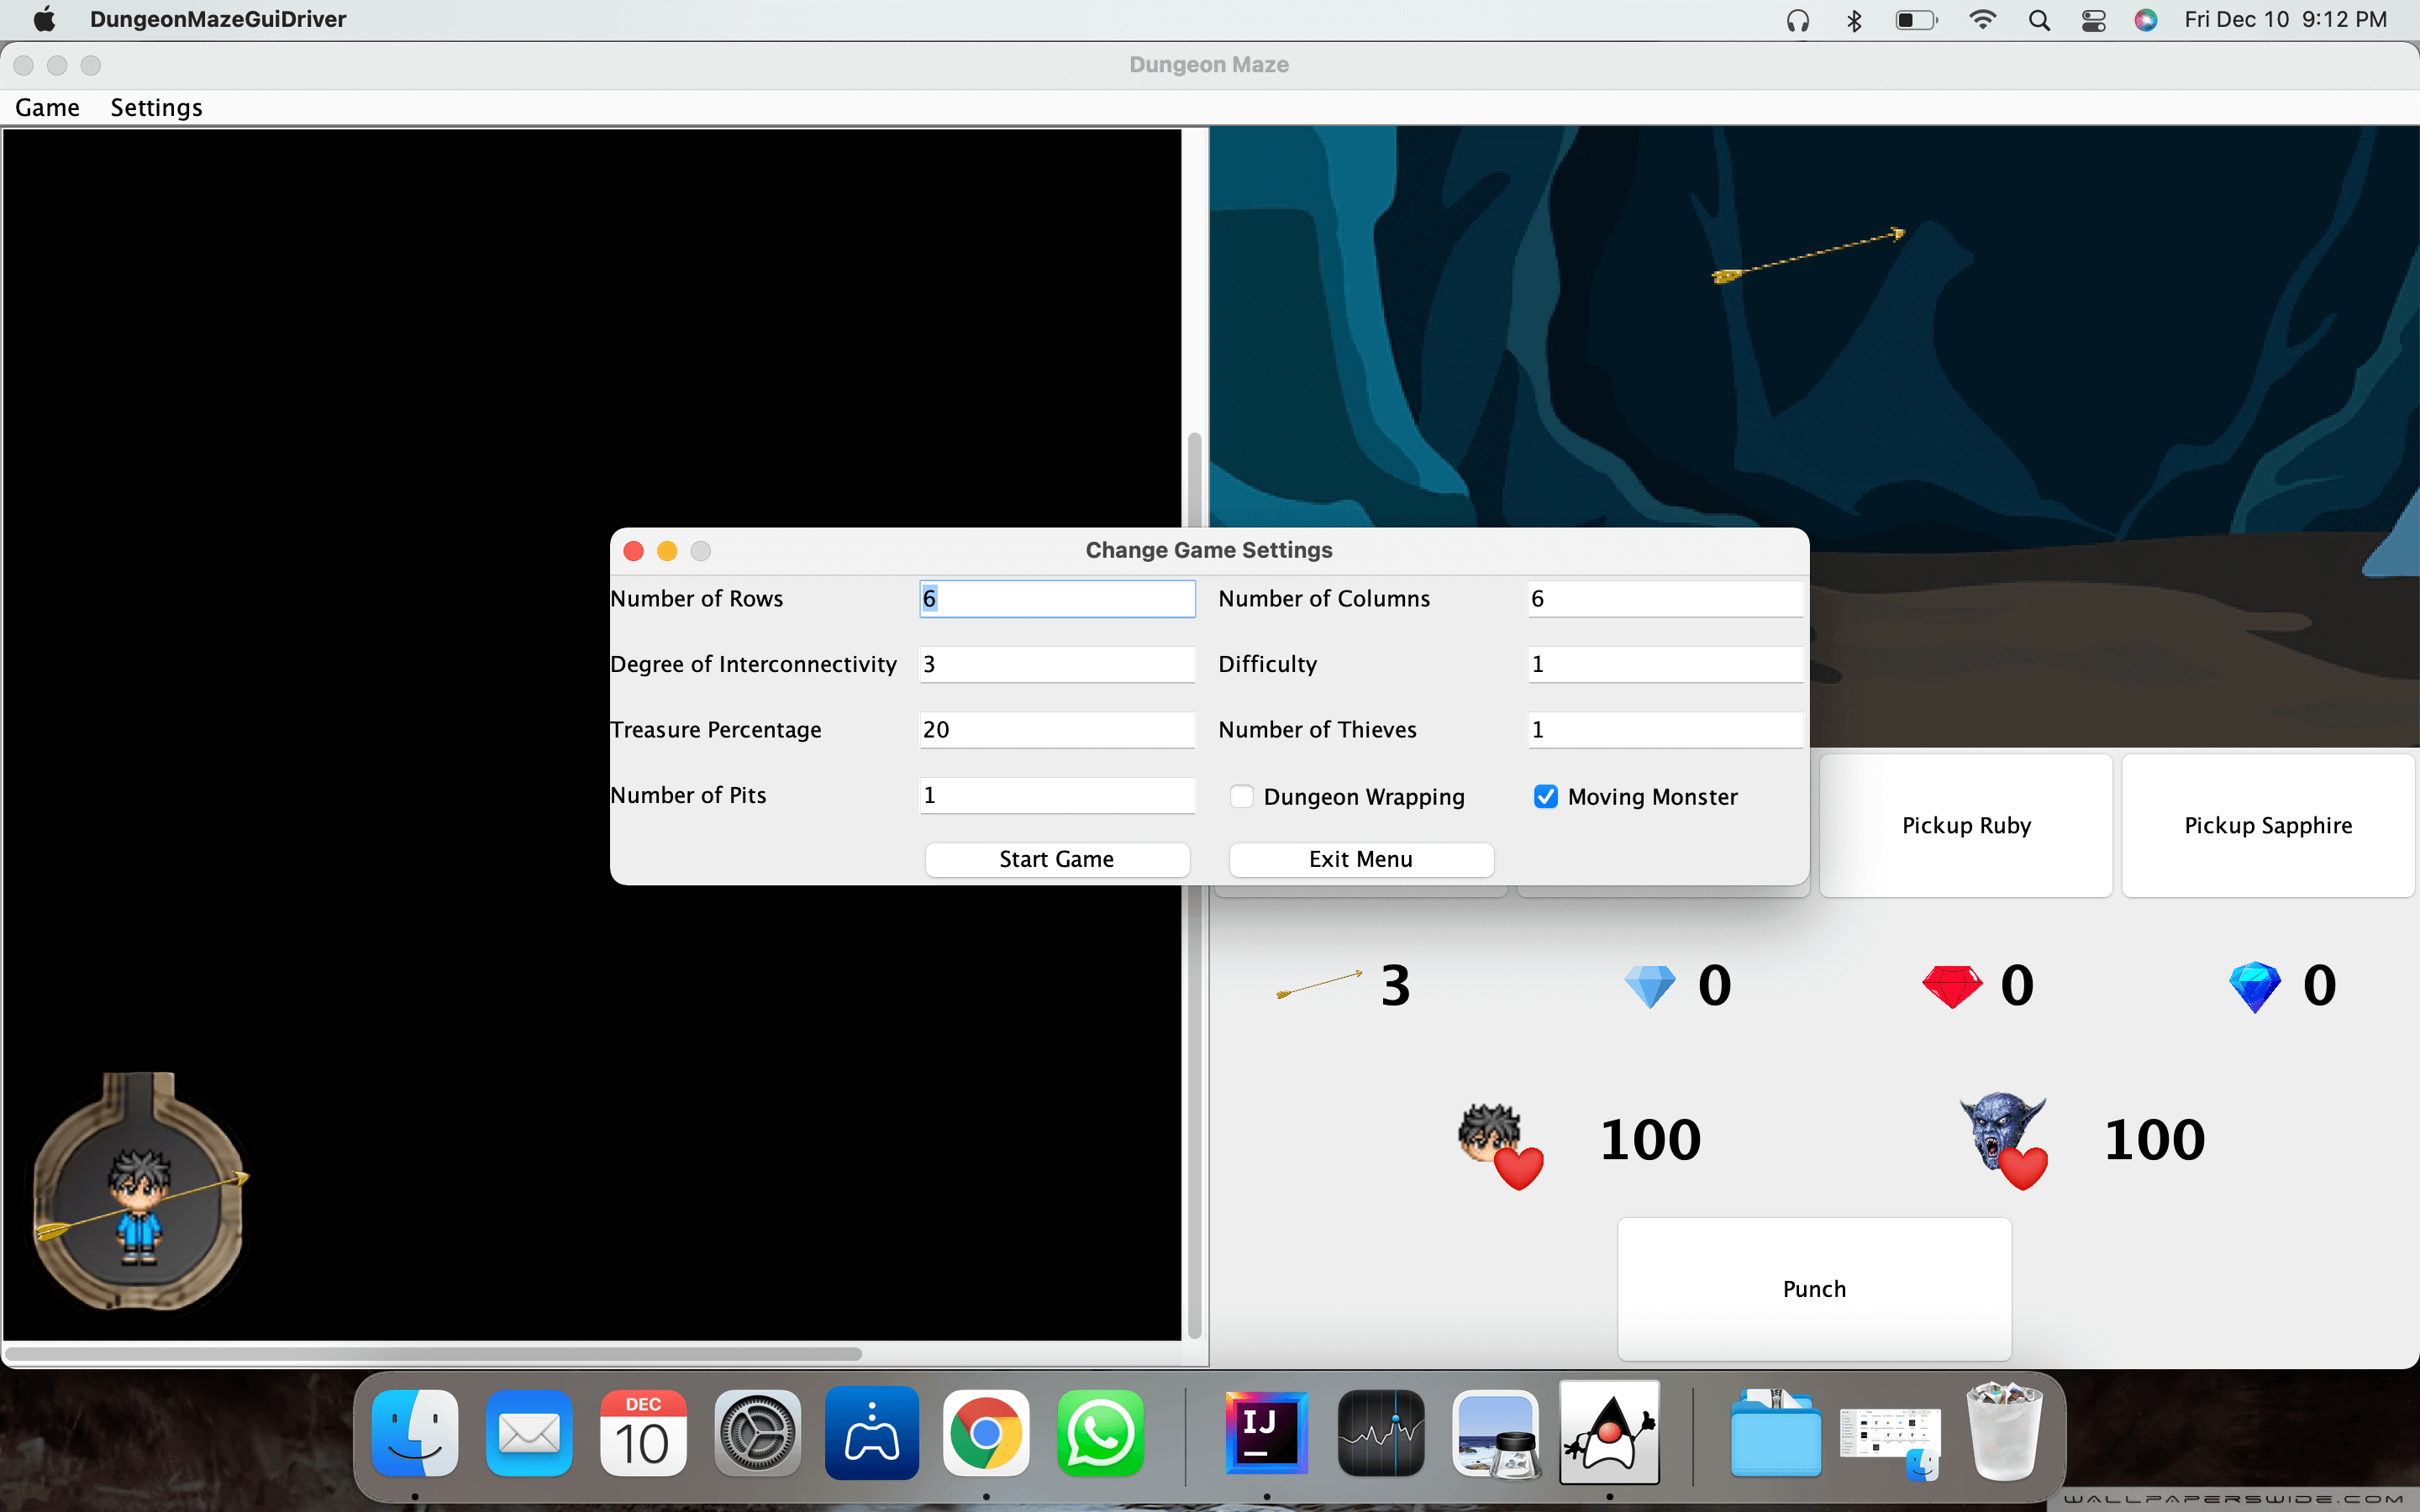 DungeonMazeGuiDriver
Fri Dec 10 9:12 PM
Dungeon Maze
Game Settings
Change Game Settings
Number of Rows 6 Number of Columns 6
Degree of Interconnectivity 3 Difficulty 1
Treasure Percentage 20 Number of Thieves 1
Number of Pits 1 Dungeon Wrapping Moving Monster
Start Game Exit Menu
Pickup Ruby Pickup Sapphire
3 0 0 0
100 100
Punch
DEC
10
IJ
WALLPAPERSWIDE.COM